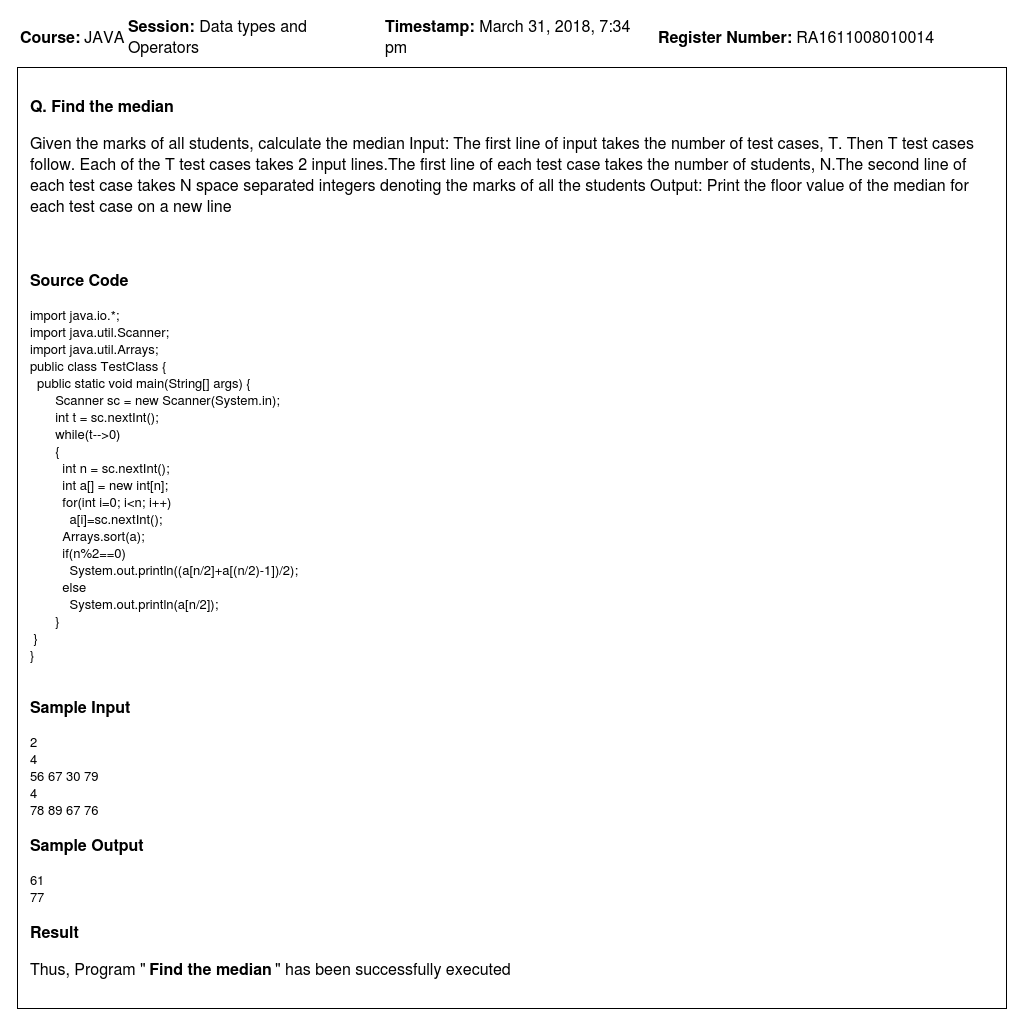 Course: JAVA Session: Data types and Operators Timestamp: March 31, 2018, 7:34 pm Register Number: RA1611008010014
Q. Find the median
Given the marks of all students, calculate the median Input: The first line of input takes the number of test cases, T. Then T test cases
follow. Each of the T test cases takes 2 input lines.The first line of each test case takes the number of students, N.The second line of
each test case takes N space separated integers denoting the marks of all the students Output: Print the floor value of the median for
each test case on a new line
Source Code
import java.io.*;
import java.util.Scanner;
import java.util.Arrays;
public class TestClass {
  public static void main(String[] args) {
       Scanner sc = new Scanner(System.in);
       int t = sc.nextInt();
       while(t-->0)
       {
         int n = sc.nextInt();
         int a[] = new int[n];
         for(int i=0; i<n; i++)
           a[i]=sc.nextInt();
         Arrays.sort(a);
         if(n%2==0)
           System.out.println((a[n/2]+a[(n/2)-1])/2);
         else
           System.out.println(a[n/2]);
       }
 }
}
Sample Input
2
4
56 67 30 79
4
78 89 67 76
Sample Output
61
77
Result
Thus, Program " Find the median " has been successfully executed